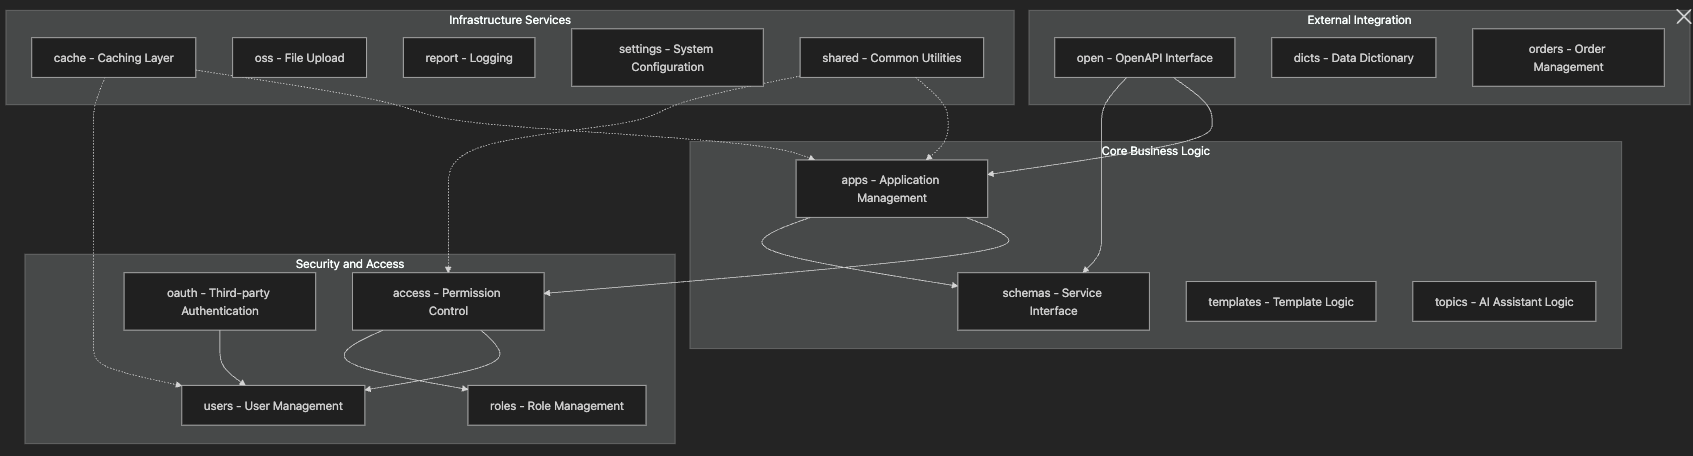 Infrastructure Services
cache – Caching Layer
oss – File Upload
report – Logging
settings – System
Configuration
shared – Common Utilities
External Integration
open – OpenAPI Interface
dicts – Data Dictionary
orders – Order
Management
Core Business Logic
apps – Application
Management
schemas – Service
Interface
templates – Template Logic
topics – AI Assistant Logic
Security and Access
oauth – Third-party
Authentication
access – Permission
Control
users – User Management
roles – Role Management